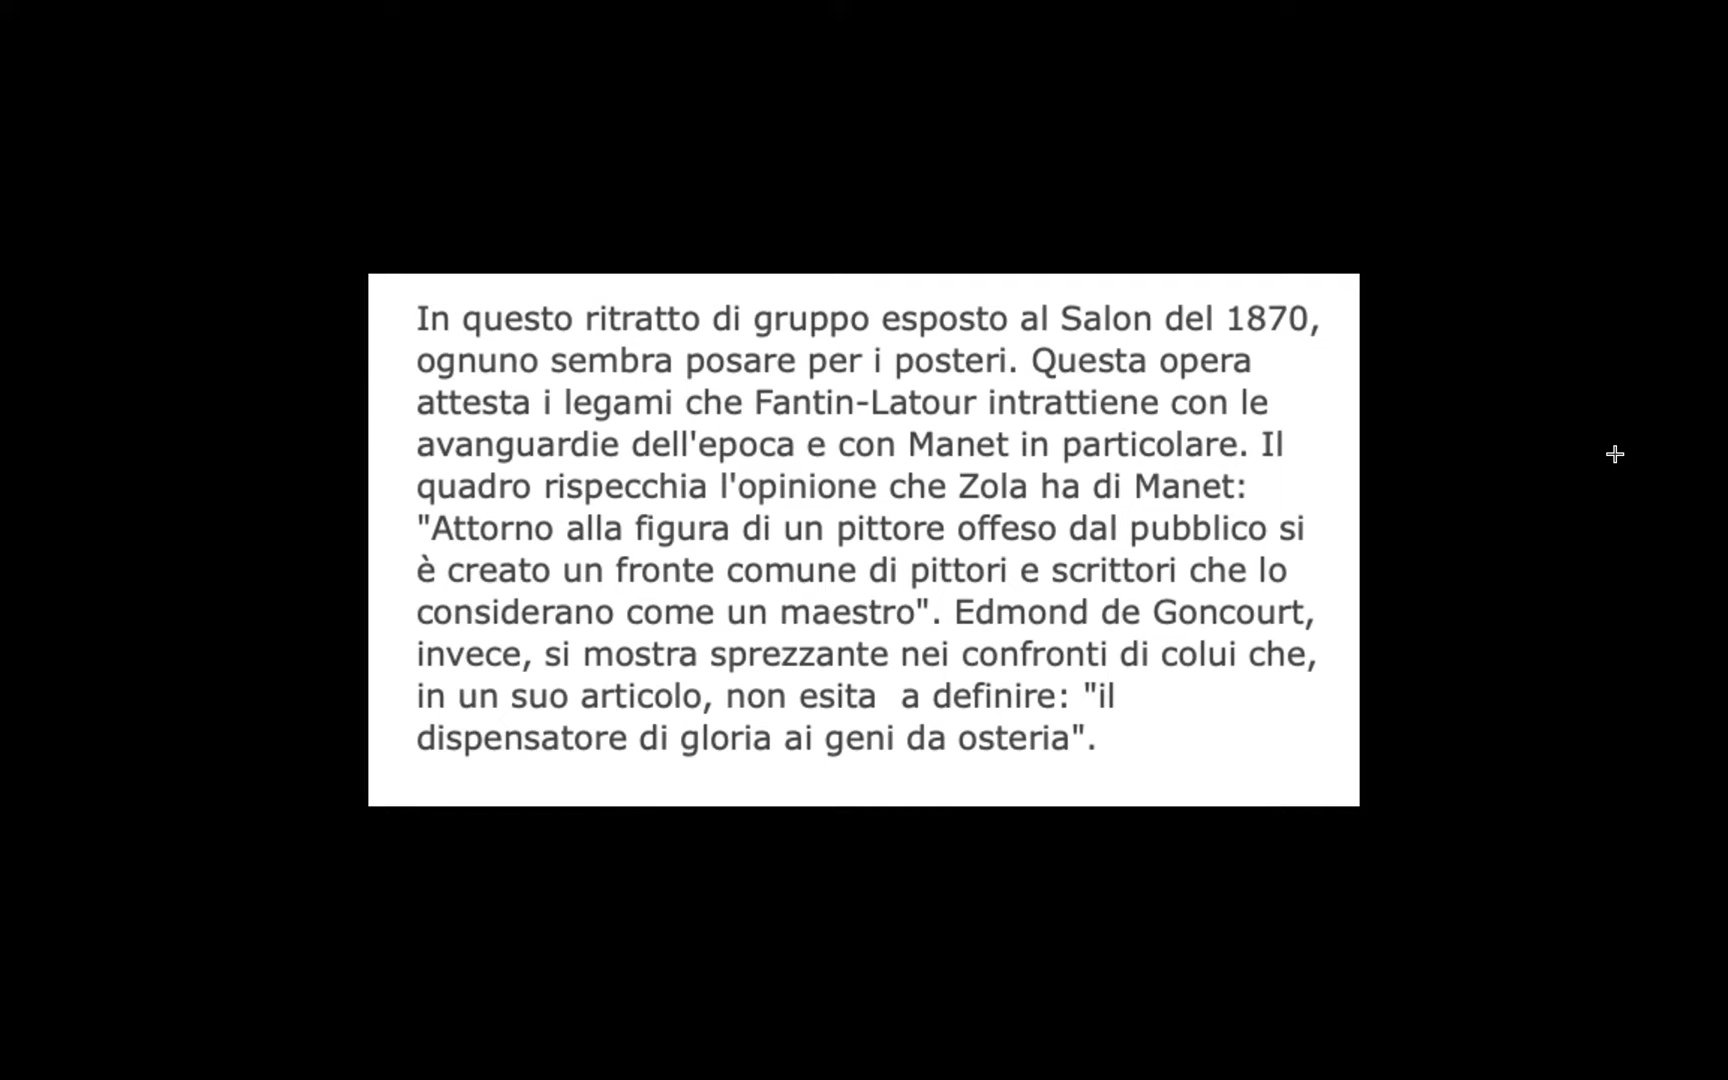 In questo ritratto di gruppo esposto al Salon del 1870,
ognuno sembra posare per i posteri. Questa opera
attesta i legami che Fantin-Latour intrattiene con le
avanguardie dell'epoca e con Manet in particolare. Il
quadro rispecchia l'opinione che Zola ha di Manet:
"Attorno alla figura di un pittore offeso dal pubblico si
è creato un fronte comune di pittori e scrittori che lo
considerano come un maestro". Edmond de Goncourt,
invece, si mostra sprezzante nei confronti di colui che,
in un suo articolo, non esita  a definire: "il
dispensatore di gloria ai geni da osteria".